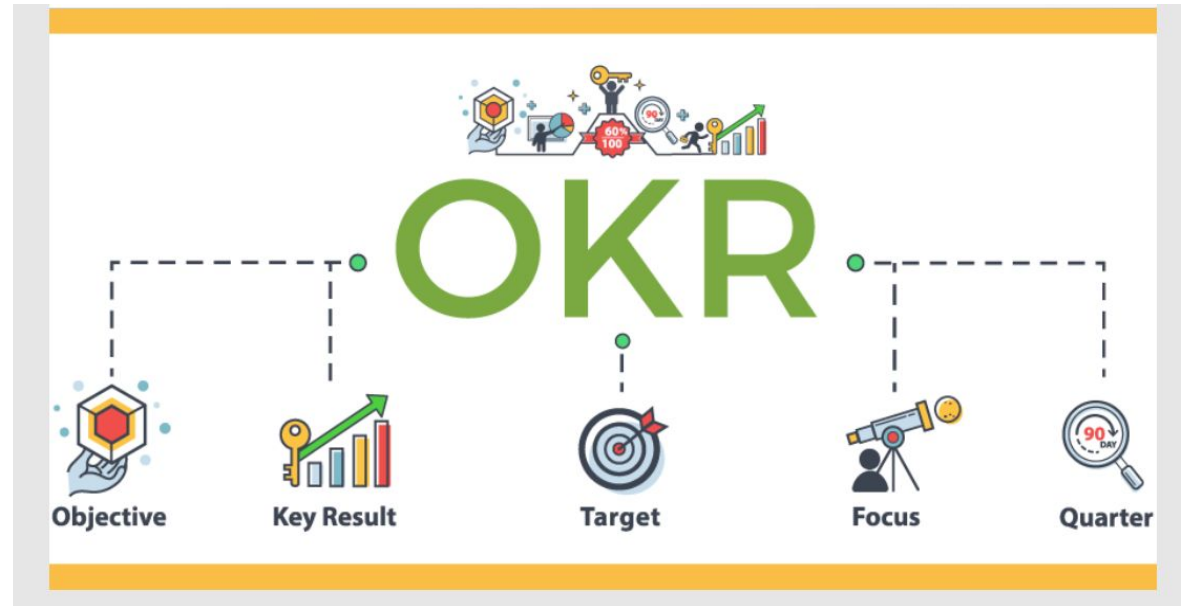 90
60%
100
OKR
90
DAY
Objective
Key Result
Target
Focus
Quarter